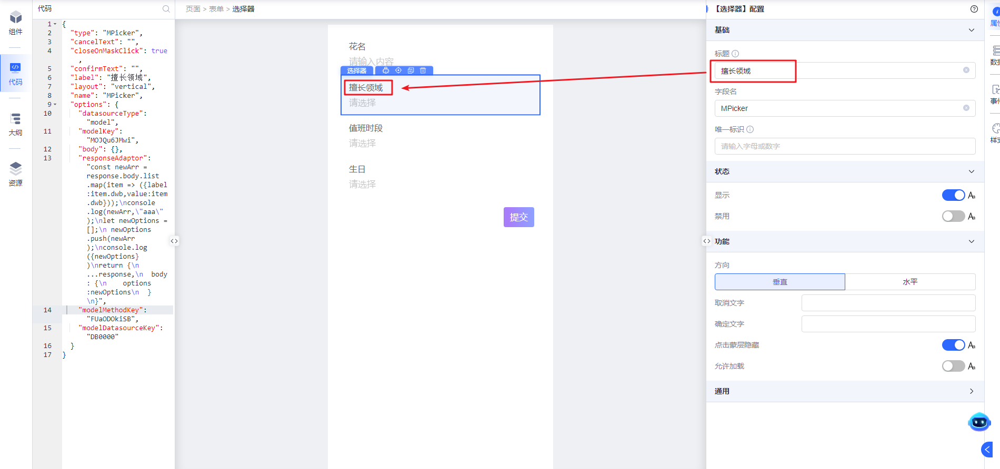 组件
代码
大纲
资源
代码
1 {
2 "type": "MPicker",
3 "cancelText": "",
4 "closeOnMaskClick": true
,
5 "confirmText": "",
6 "label": "擅长领域",
7 "layout": "vertical",
8 "name": "MPicker",
9 "options": {
10 "datasourceType":
"model",
11 "modelKey":
"MOJQu6JMwi",
12 "body": {},
13 "responseAdaptor":
"const newArr =
response.body.list
.map(item => ({label
:item.dwb,value:item
.dwb}));\nconsole
.log(newArr,\"aaa\"
);\nlet newOptions =
[];\n newOptions
.push(newArr
);\nconsole.log
({newOptions}
)\nreturn {\n
...response,\n  body
: {\n    options
:newOptions\n  }
\n}",
14 "modelMethodKey":
"FUaODOkiSB",
15 "modelDatasourceKey":
"DB0000"
16 }
17 }
页面 > 表单 > 选择器
花名
请输入内容
选择器
擅长领域
请选择
值班时段
请选择
生日
请选择
提交
【选择器】配置
基础
标题
擅长领域
字段名
MPicker
唯一标识
请输入字母或数字
状态
显示
禁用
功能
方向
垂直 水平
取消文字
确定文字
点击蒙层隐藏
允许加载
通用